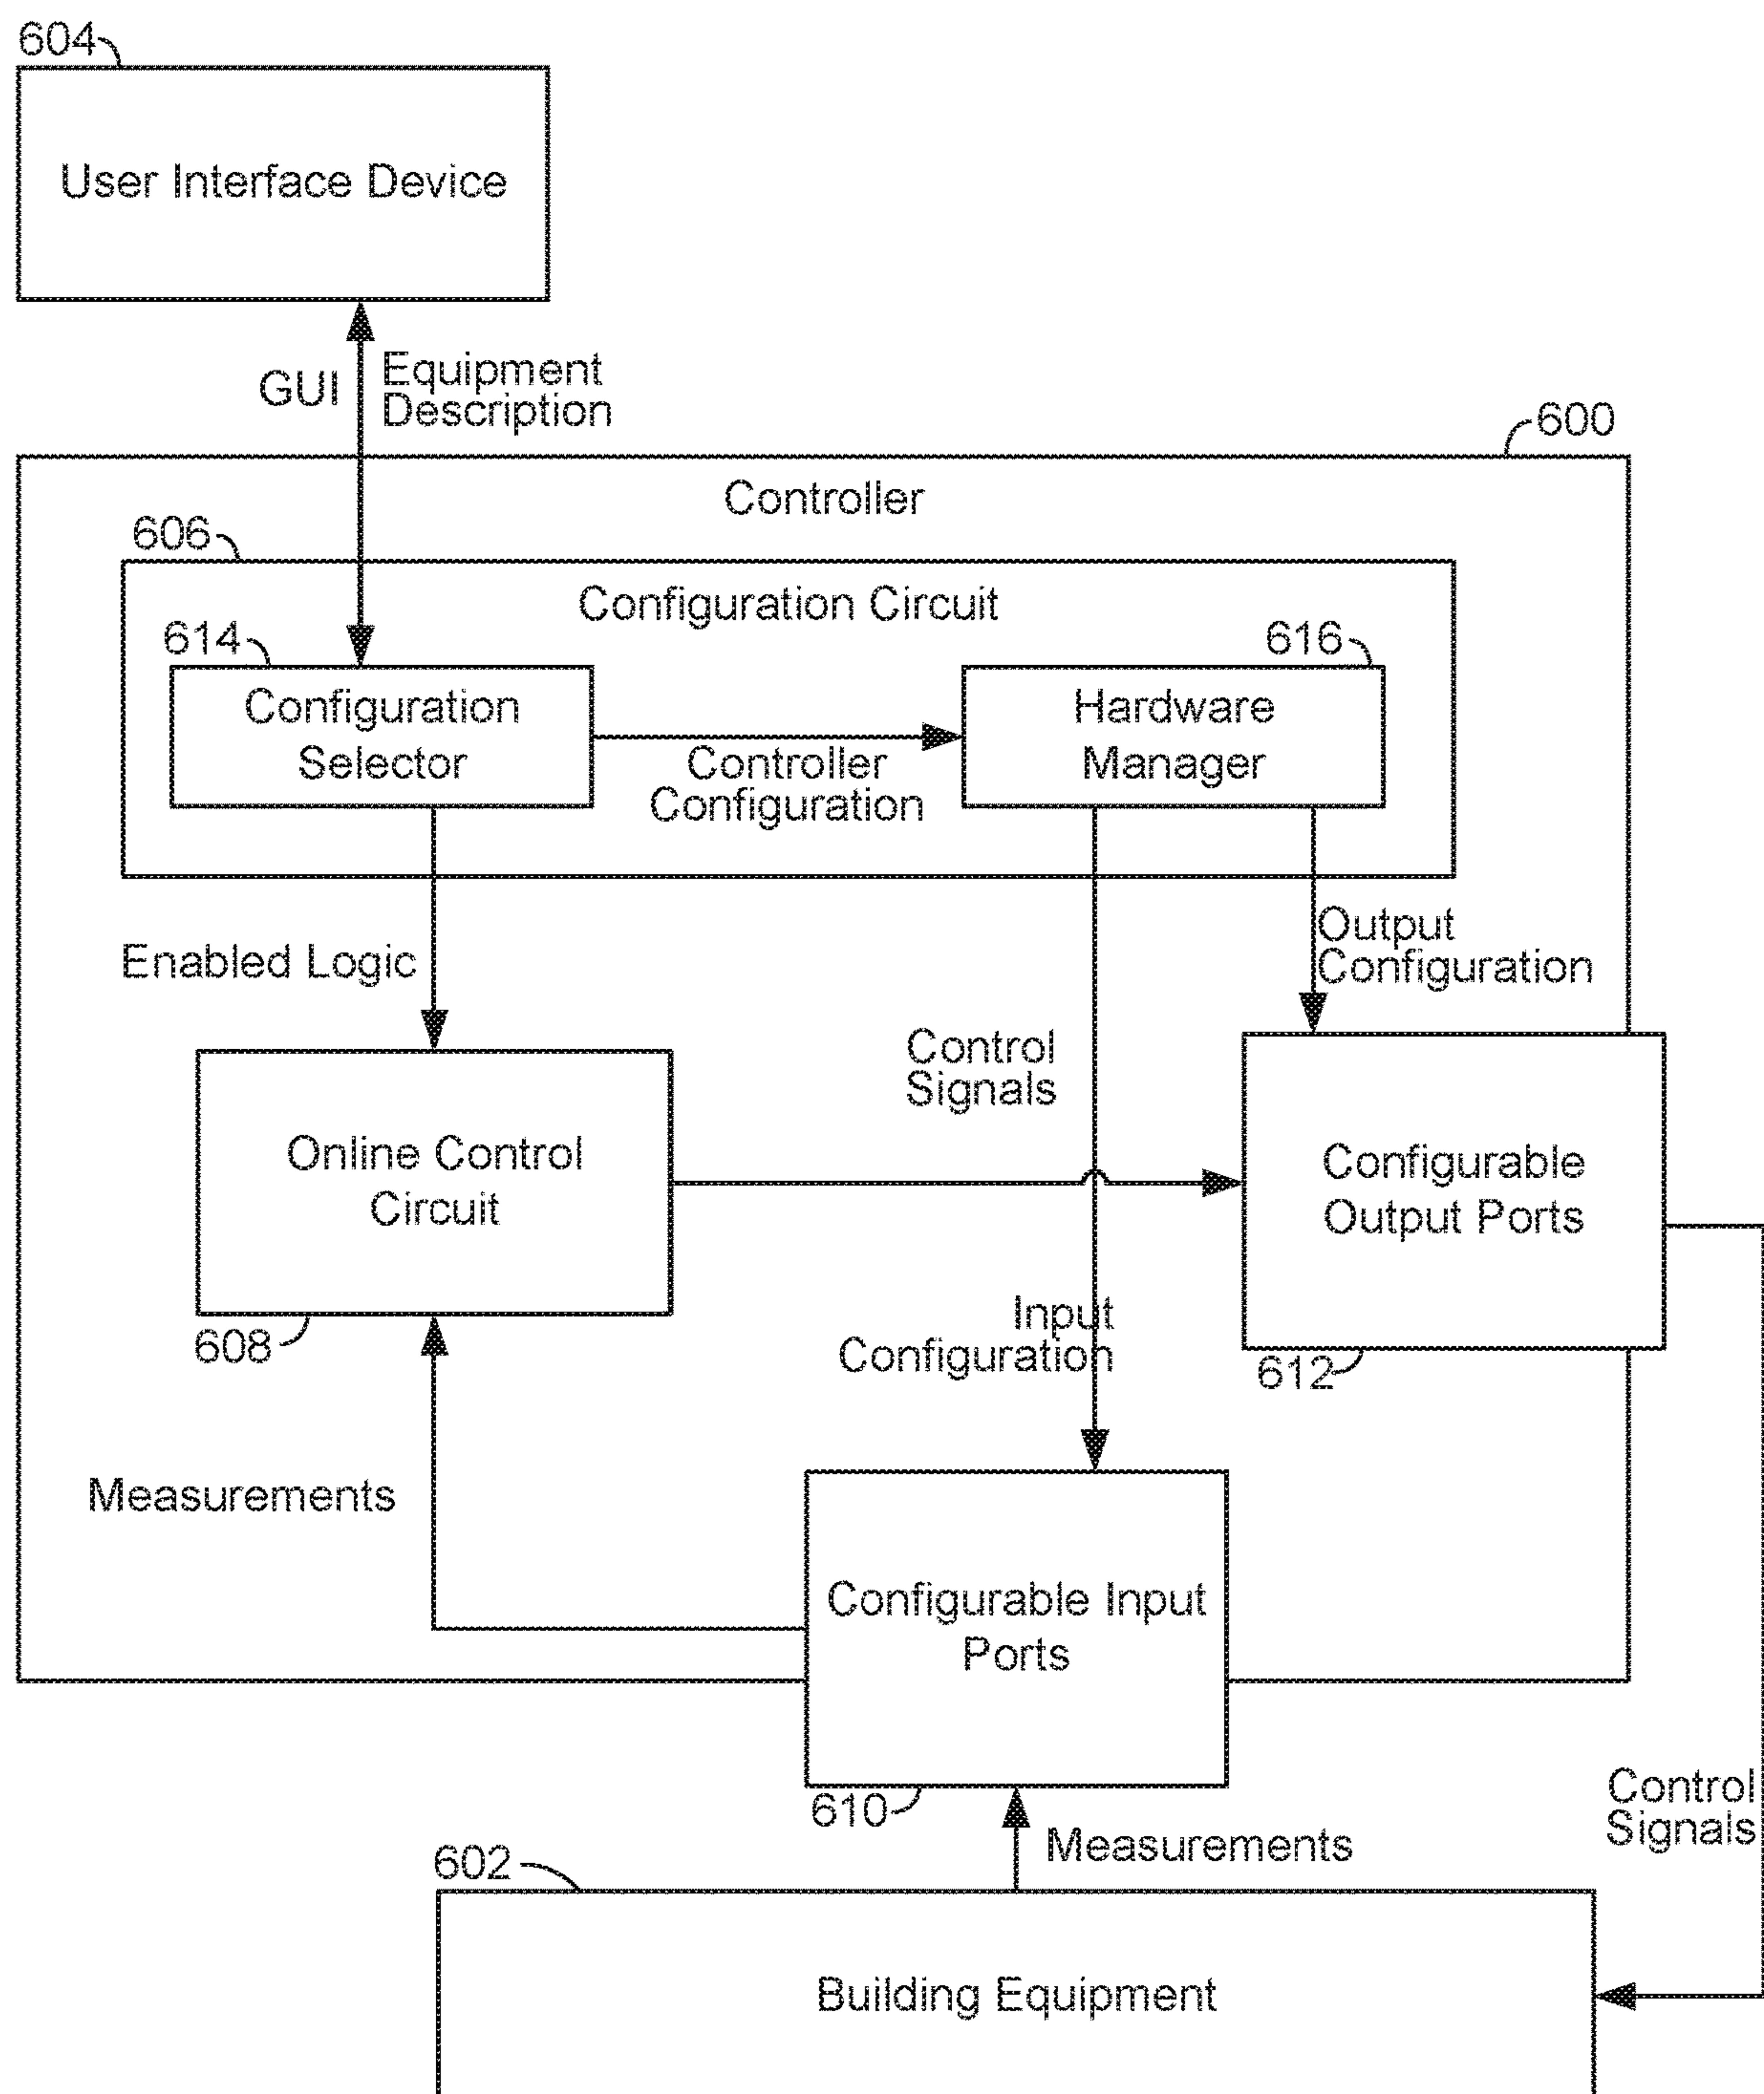 604
User Interface Device
GUI
Equipment
Description
600
Controller
606
Configuration Circuit
614
616
Configuration
Selector
Controller
Configuration
Hardware
Manager
Enabled Logic
Output
Configuration
Control
Signals
Online Control
Circuit
608
Configurable
Output Ports
612
Input
Configuration
Measurements
Configurable Input
Ports
610
Measurements
Control
Signals
602
Building Equipment